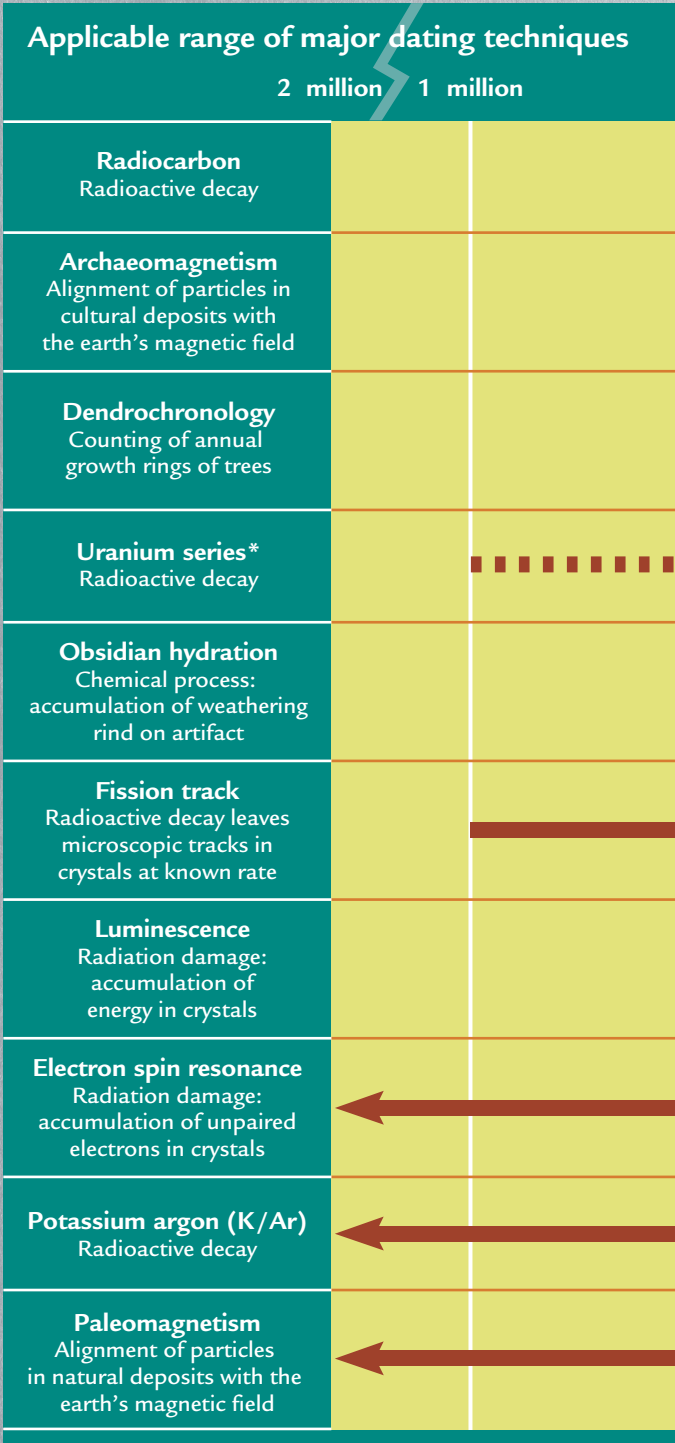 Applicable range of major dating techniques
2 million 1 million
Radiocarbon
Radioactive decay
Archaeomagnetism
Alignment of particles in
cultural deposits with
the earth’s magnetic field
Dendrochronology
Counting of annual
growth rings of trees
Uranium series*
Radioactive decay
Obsidian hydration
Chemical process:
accumulation of weathering
rind on artifact
Fission track
Radioactive decay leaves
microscopic tracks in
crystals at known rate
Luminescence
Radiation damage:
accumulation of
energy in crystals
Electron spin resonance
Radiation damage:
accumulation of unpaired
electrons in crystals
Potassium argon (K/Ar)
Radioactive decay
Paleomagnetism
Alignment of particles
in natural deposits with the
earth’s magnetic field